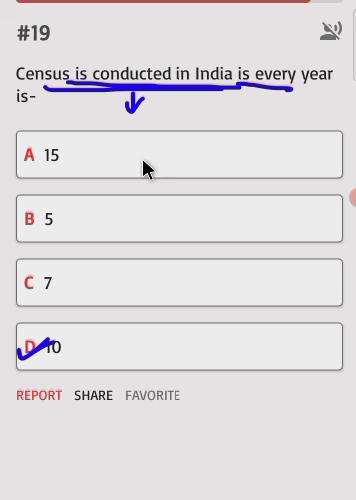 #19
Census is conducted in India is every year
is-
A 15
B 5
C 7
D 10
REPORT SHARE FAVORITE